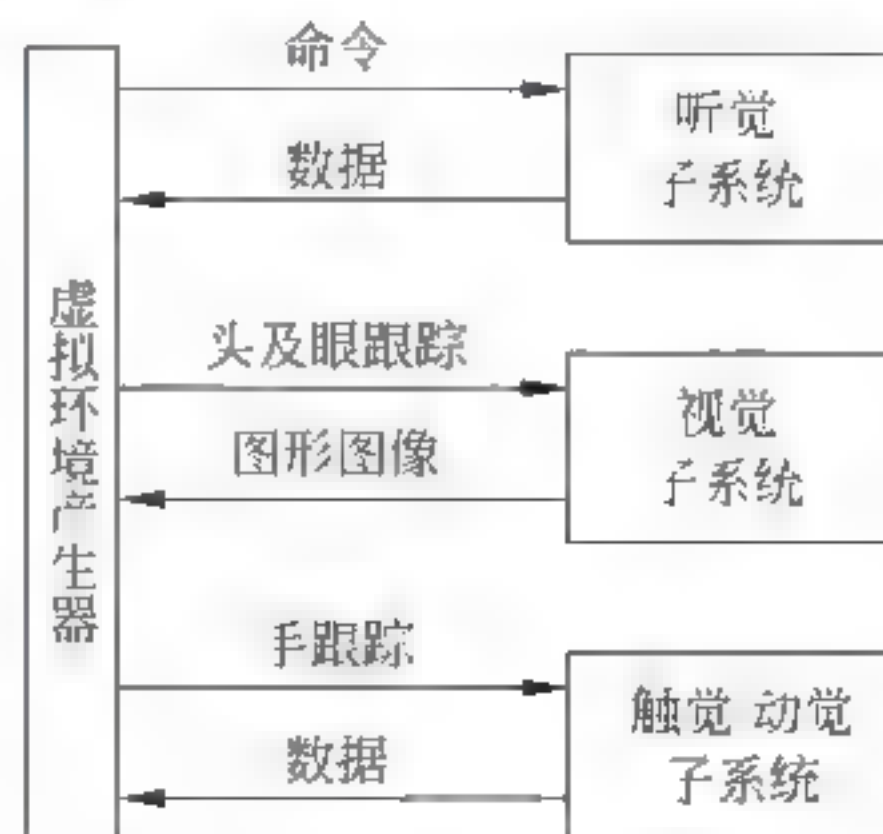 命令
听觉
子系统
数据
虚拟环境产生器
头及眼跟踪
视觉
子系统
图形图像
手跟踪
触觉 动觉
子系统
数据